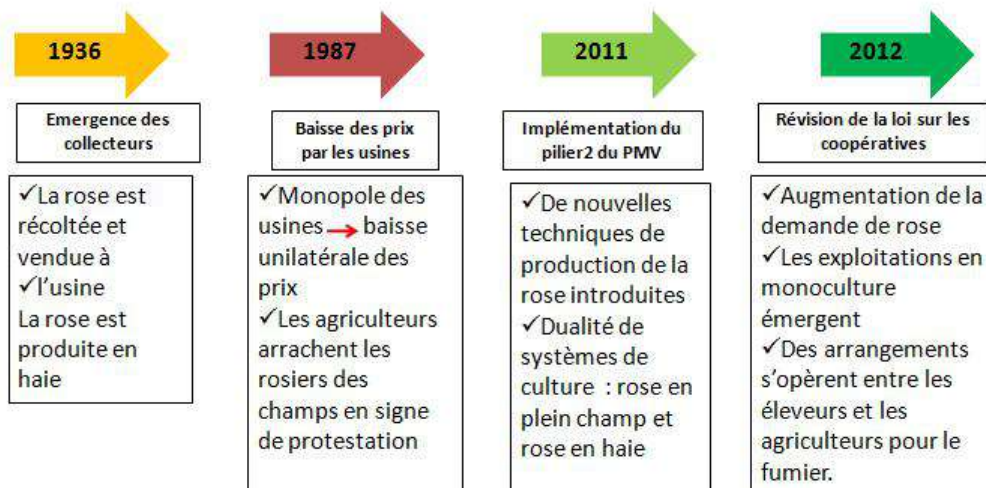 1936
1987
2011
2012
Emergence des
collecteurs
Baisse des prix
par les usines
Implémentation du
pilier2 du PMV
Révision de la loi sur les
coopératives
✓La rose est
récoltée et
vendue à
✓l’usine
La rose est
produite en
haie
✓Monopole des
usines → baisse
unilatérale des
prix
✓Les agriculteurs
arrachent les
rosiers des
champs en signe
de protestation
✓De nouvelles
techniques de
production de la
rose introduites
✓Dualité de
systèmes de
culture : rose en
plein champ et
rose en haie
✓Augmentation de la
demande de rose
✓Les exploitations en
monoculture
émergent
✓Des arrangements
s’opèrent entre les
éleveurs et les
agriculteurs pour le
fumier.